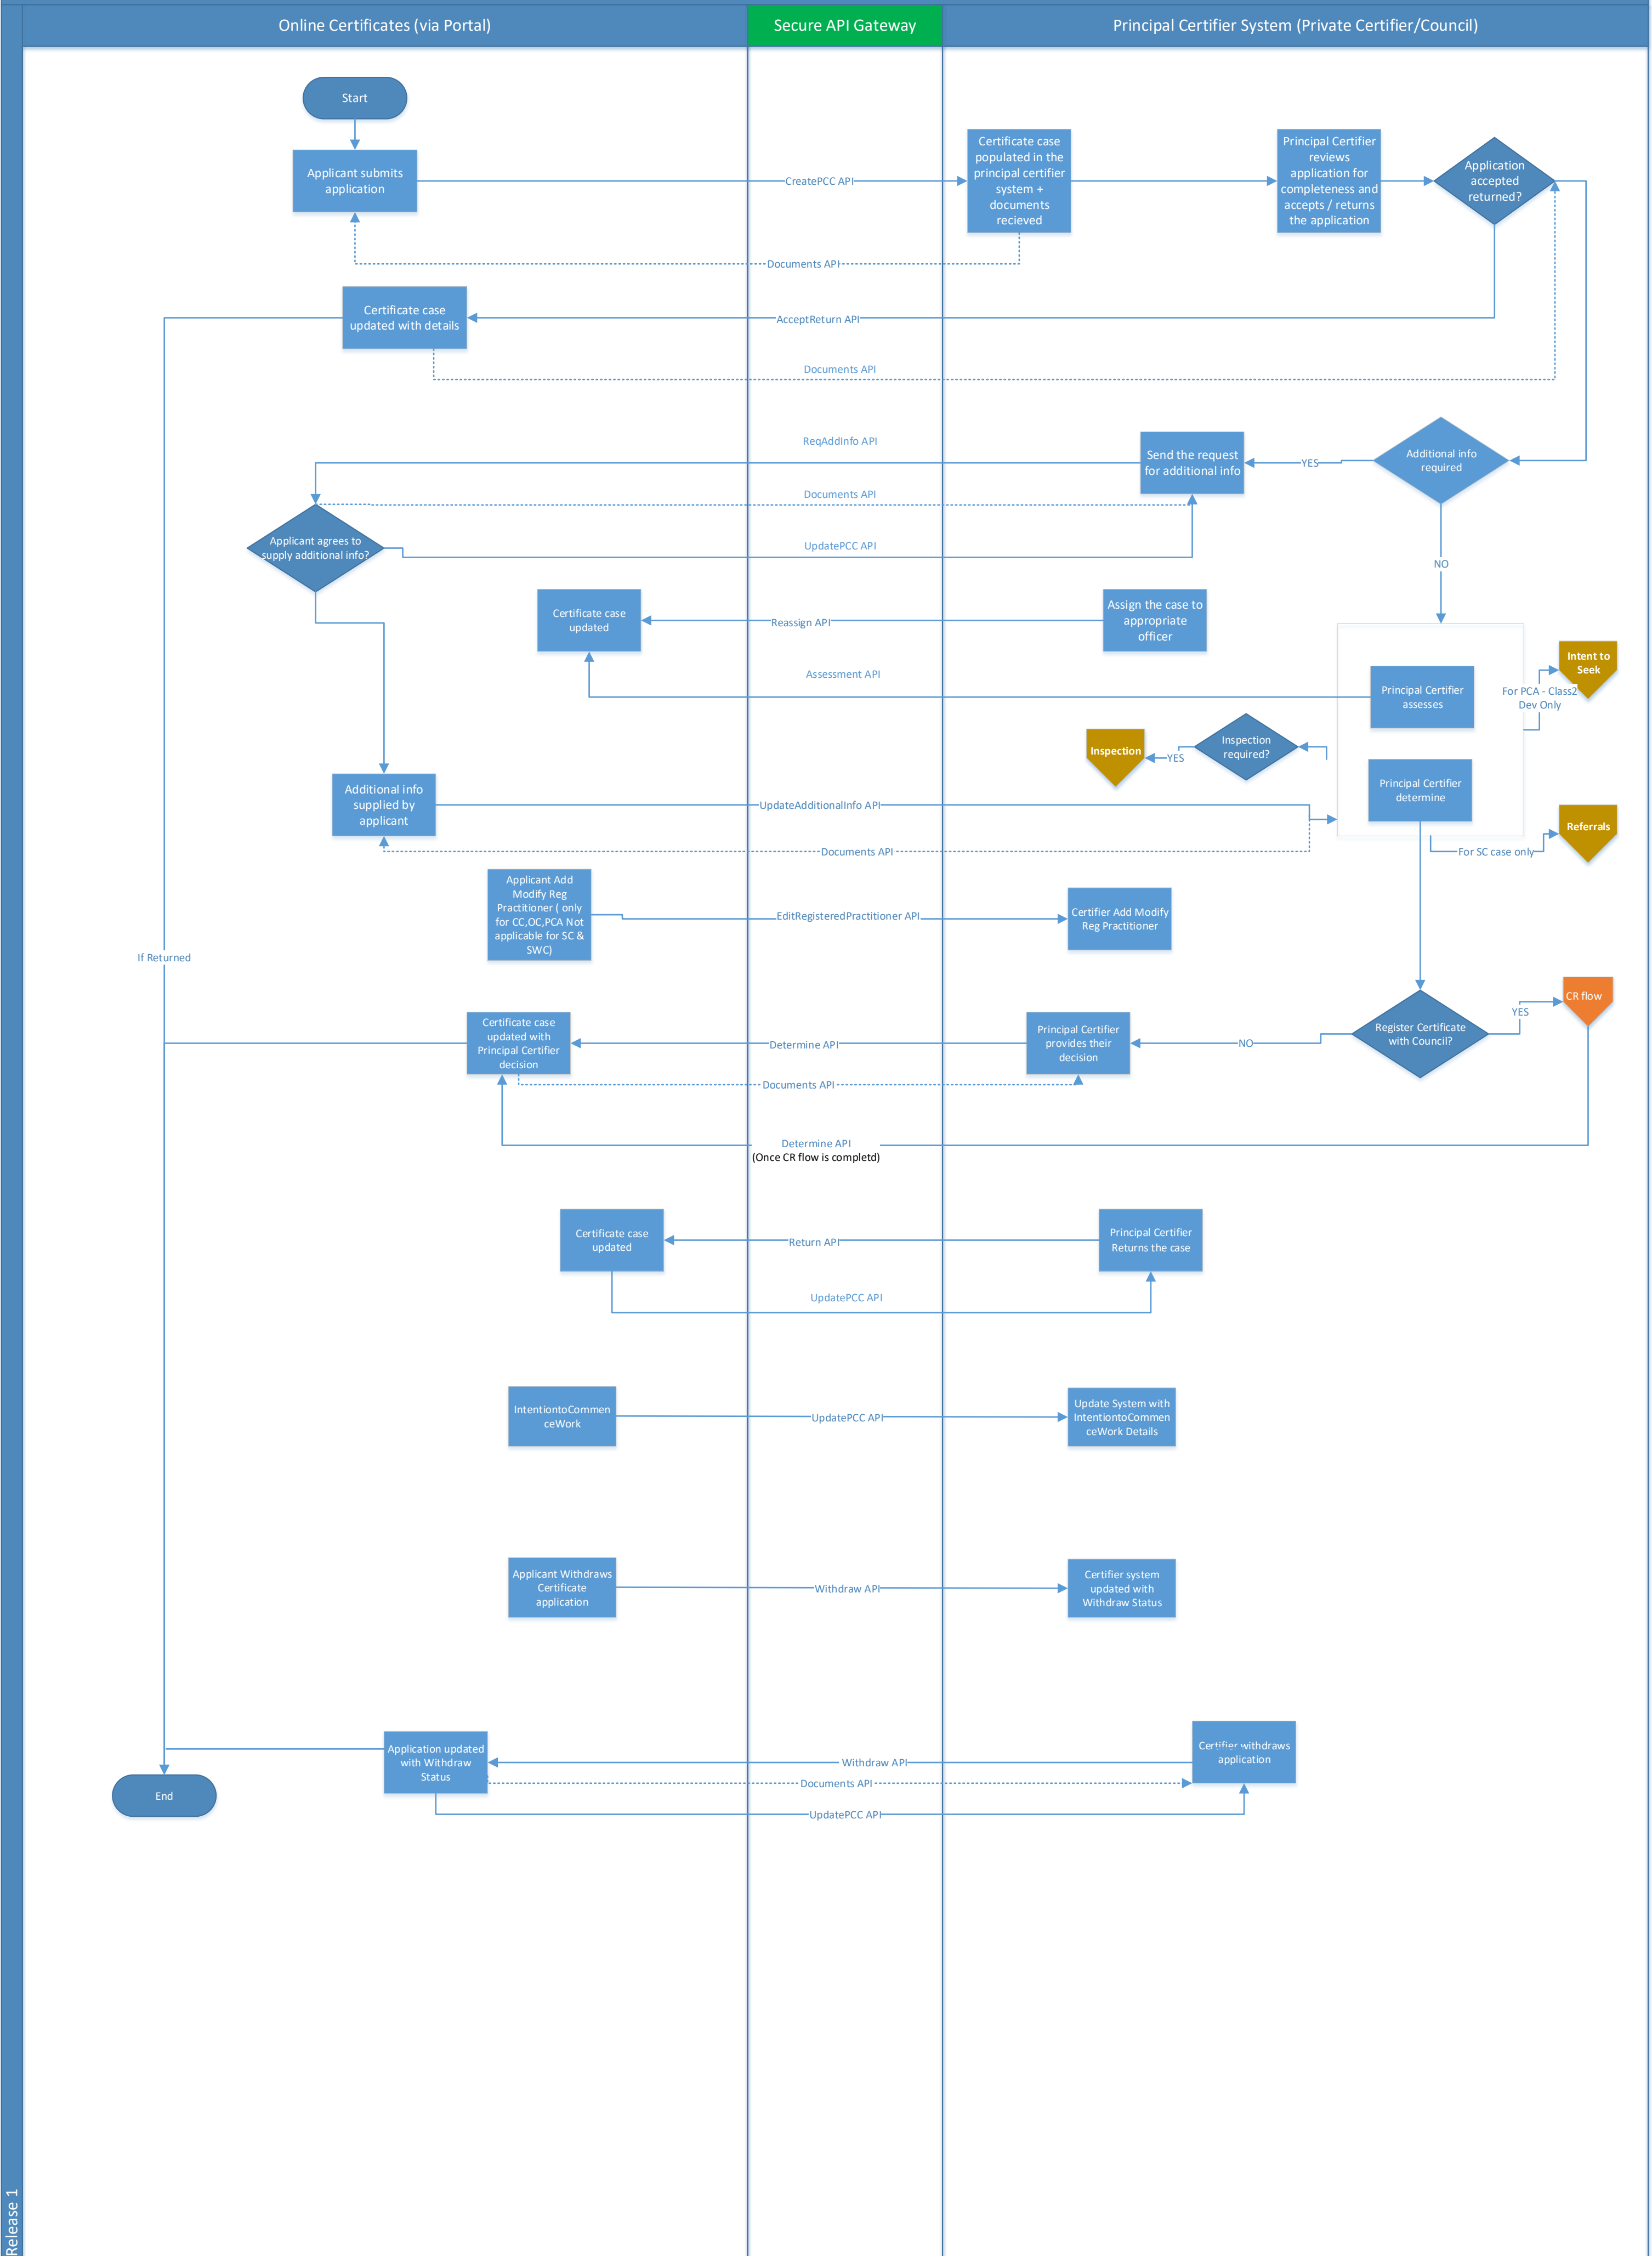 Online Certificates (via Portal)
Secure API Gateway
Principal Certifier System (Private Certifier/Council)
Start
Applicant submits
application
CreatePCC API
Certificate case
populated in the
principal certifier
system +
documents
recieved
Principal Certifier
reviews
application for
completeness and
accepts / returns
the application
Application
accepted
returned?
Documents API
Certificate case
updated with details
AcceptReturn API
Documents API
ReqAddInfo API
Send the request
for additional info
YES
Additional info
required
Documents API
Applicant agrees to
supply additional info?
UpdatePCC API
NO
Certificate case
updated
Reassign API
Assign the case to
appropriate
officer
Assessment API
Principal Certifier
assesses
Intent to
Seek
For PCA - Class2
Dev Only
Inspection
YES
Inspection
required?
Principal Certifier
determine
Additional info
supplied by
applicant
UpdateAdditionalInfo API
Referrals
Documents API
For SC case only
Applicant Add
Modify Reg
Practitioner ( only
for CC,OC,PCA Not
applicable for SC &
SWC)
EditRegisteredPractitioner API
Certifier Add Modify
Reg Practitioner
If Returned
CR flow
YES
Certificate case
updated with
Principal Certifier
decision
Determine API
Principal Certifier
provides their
decision
NO
Register Certificate
with Council?
Documents API
Determine API
(Once CR flow is completd)
Certificate case
updated
Return API
Principal Certifier
Returns the case
UpdatePCC API
IntentiontoCommen
ceWork
UpdatePCC API
Update System with
IntentiontoCommen
ceWork Details
Applicant Withdraws
Certificate
application
Withdraw API
Certifier system
updated with
Withdraw Status
Application updated
with Withdraw
Status
Withdraw API
Certifier withdraws
application
Documents API
End
UpdatePCC API
Release 1